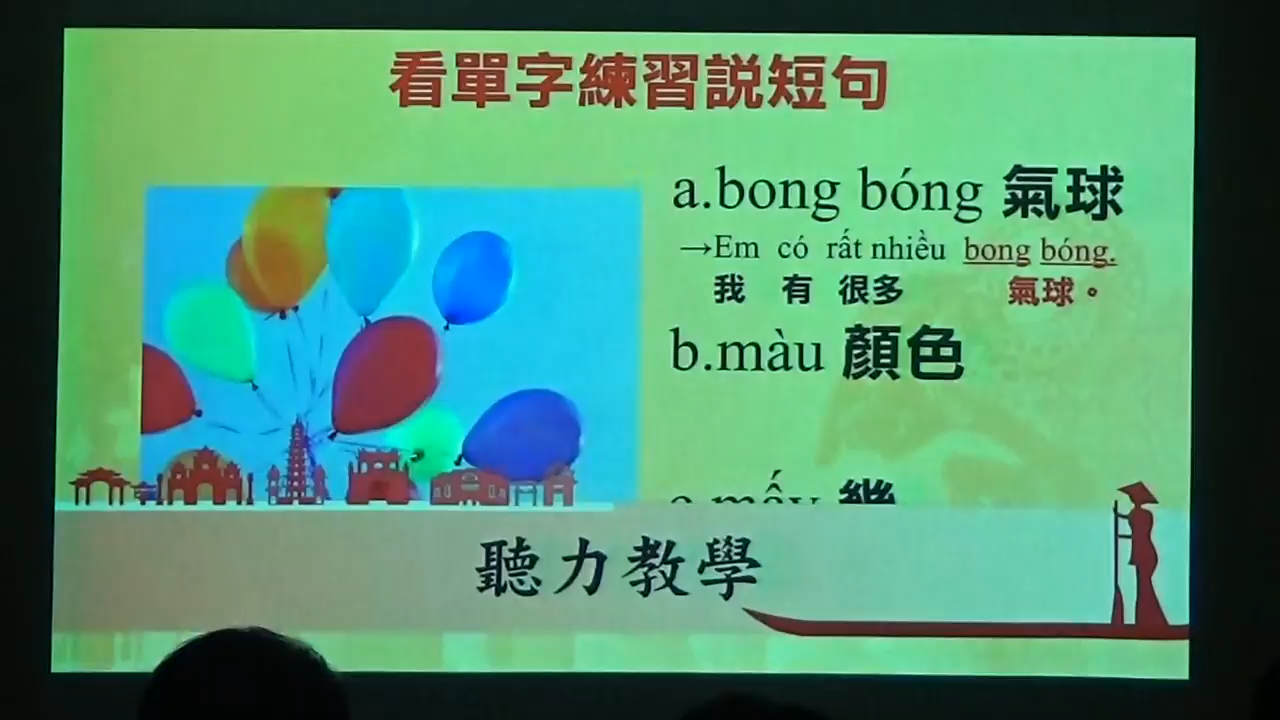 看單字練習説短句
a.bong bóng 氣球
→Em có rất nhiều bong bóng.
我 有 很多 氣球。
b.màu 顏色
聽力教學